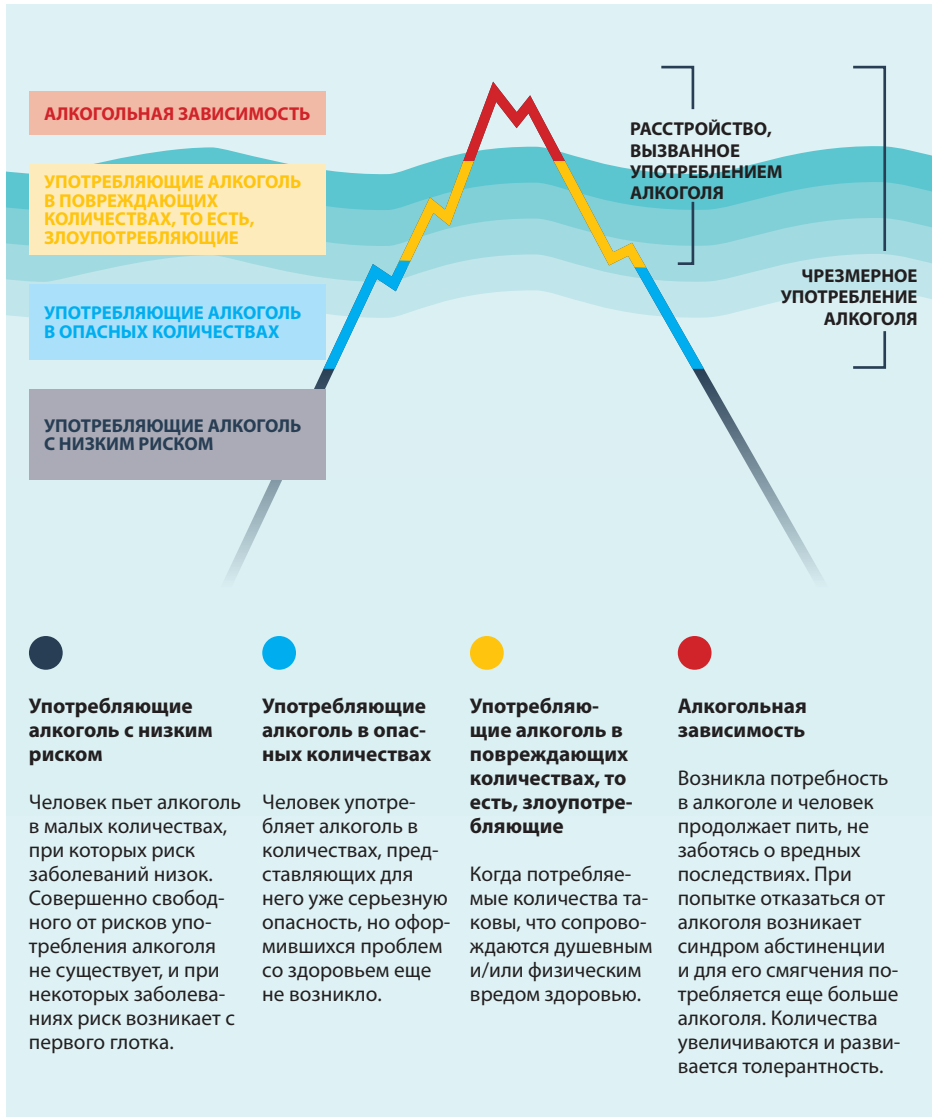 АЛКОГОЛЬНАЯ ЗАВИСИМОСТЬ
УПОТРЕБЛЯЮЩИЕ АЛКОГОЛЬ
В ПОВРЕЖДАЮЩИХ
КОЛИЧЕСТВАХ, ТО ЕСТЬ,
ЗЛОУПОТРЕБЛЯЮЩИЕ
УПОТРЕБЛЯЮЩИЕ АЛКОГОЛЬ
В ОПАСНЫХ КОЛИЧЕСТВАХ
УПОТРЕБЛЯЮЩИЕ АЛКОГОЛЬ
С НИЗКИМ РИСКОМ
РАССТРОЙСТВО,
ВЫЗВАННОЕ
УПОТРЕБЛЕНИЕМ
АЛКОГОЛЯ
ЧРЕЗМЕРНОЕ
УПОТРЕБЛЕНИЕ
АЛКОГОЛЯ
Употребляющие
алкоголь с низким
риском
Человек пьет алкоголь
в малых количествах,
при которых риск
заболеваний низок.
Совершенно свобод-
ного от рисков упо-
требления алкоголя
не существует, и при
некоторых заболева-
ниях риск возникает с
первого глотка.
Употребляющие
алкоголь в опас-
ных количествах
Человек употре-
бляет алкоголь в
количествах, пред-
ставляющих для
него уже серьезную
опасность, но офор-
мившихся проблем
со здоровьем еще
не возникло.
Употребляю-
щие алкоголь в
повреждающих
количествах, то
есть, злоупотре-
бляющие
Когда потребляе-
мые количества та-
ковы, что сопрово-
ждаются душевным
и/или физическим
вредом здоровью.
Алкогольная
зависимость
Возникла потребность
в алкоголе и человек
продолжает пить, не
заботясь о вредных
последствиях. При
попытке отказаться от
алкоголя возникает
синдром абстиненции
и для его смягчения по-
требляется еще больше
алкоголя. Количества
увеличиваются и разви-
вается толерантность.